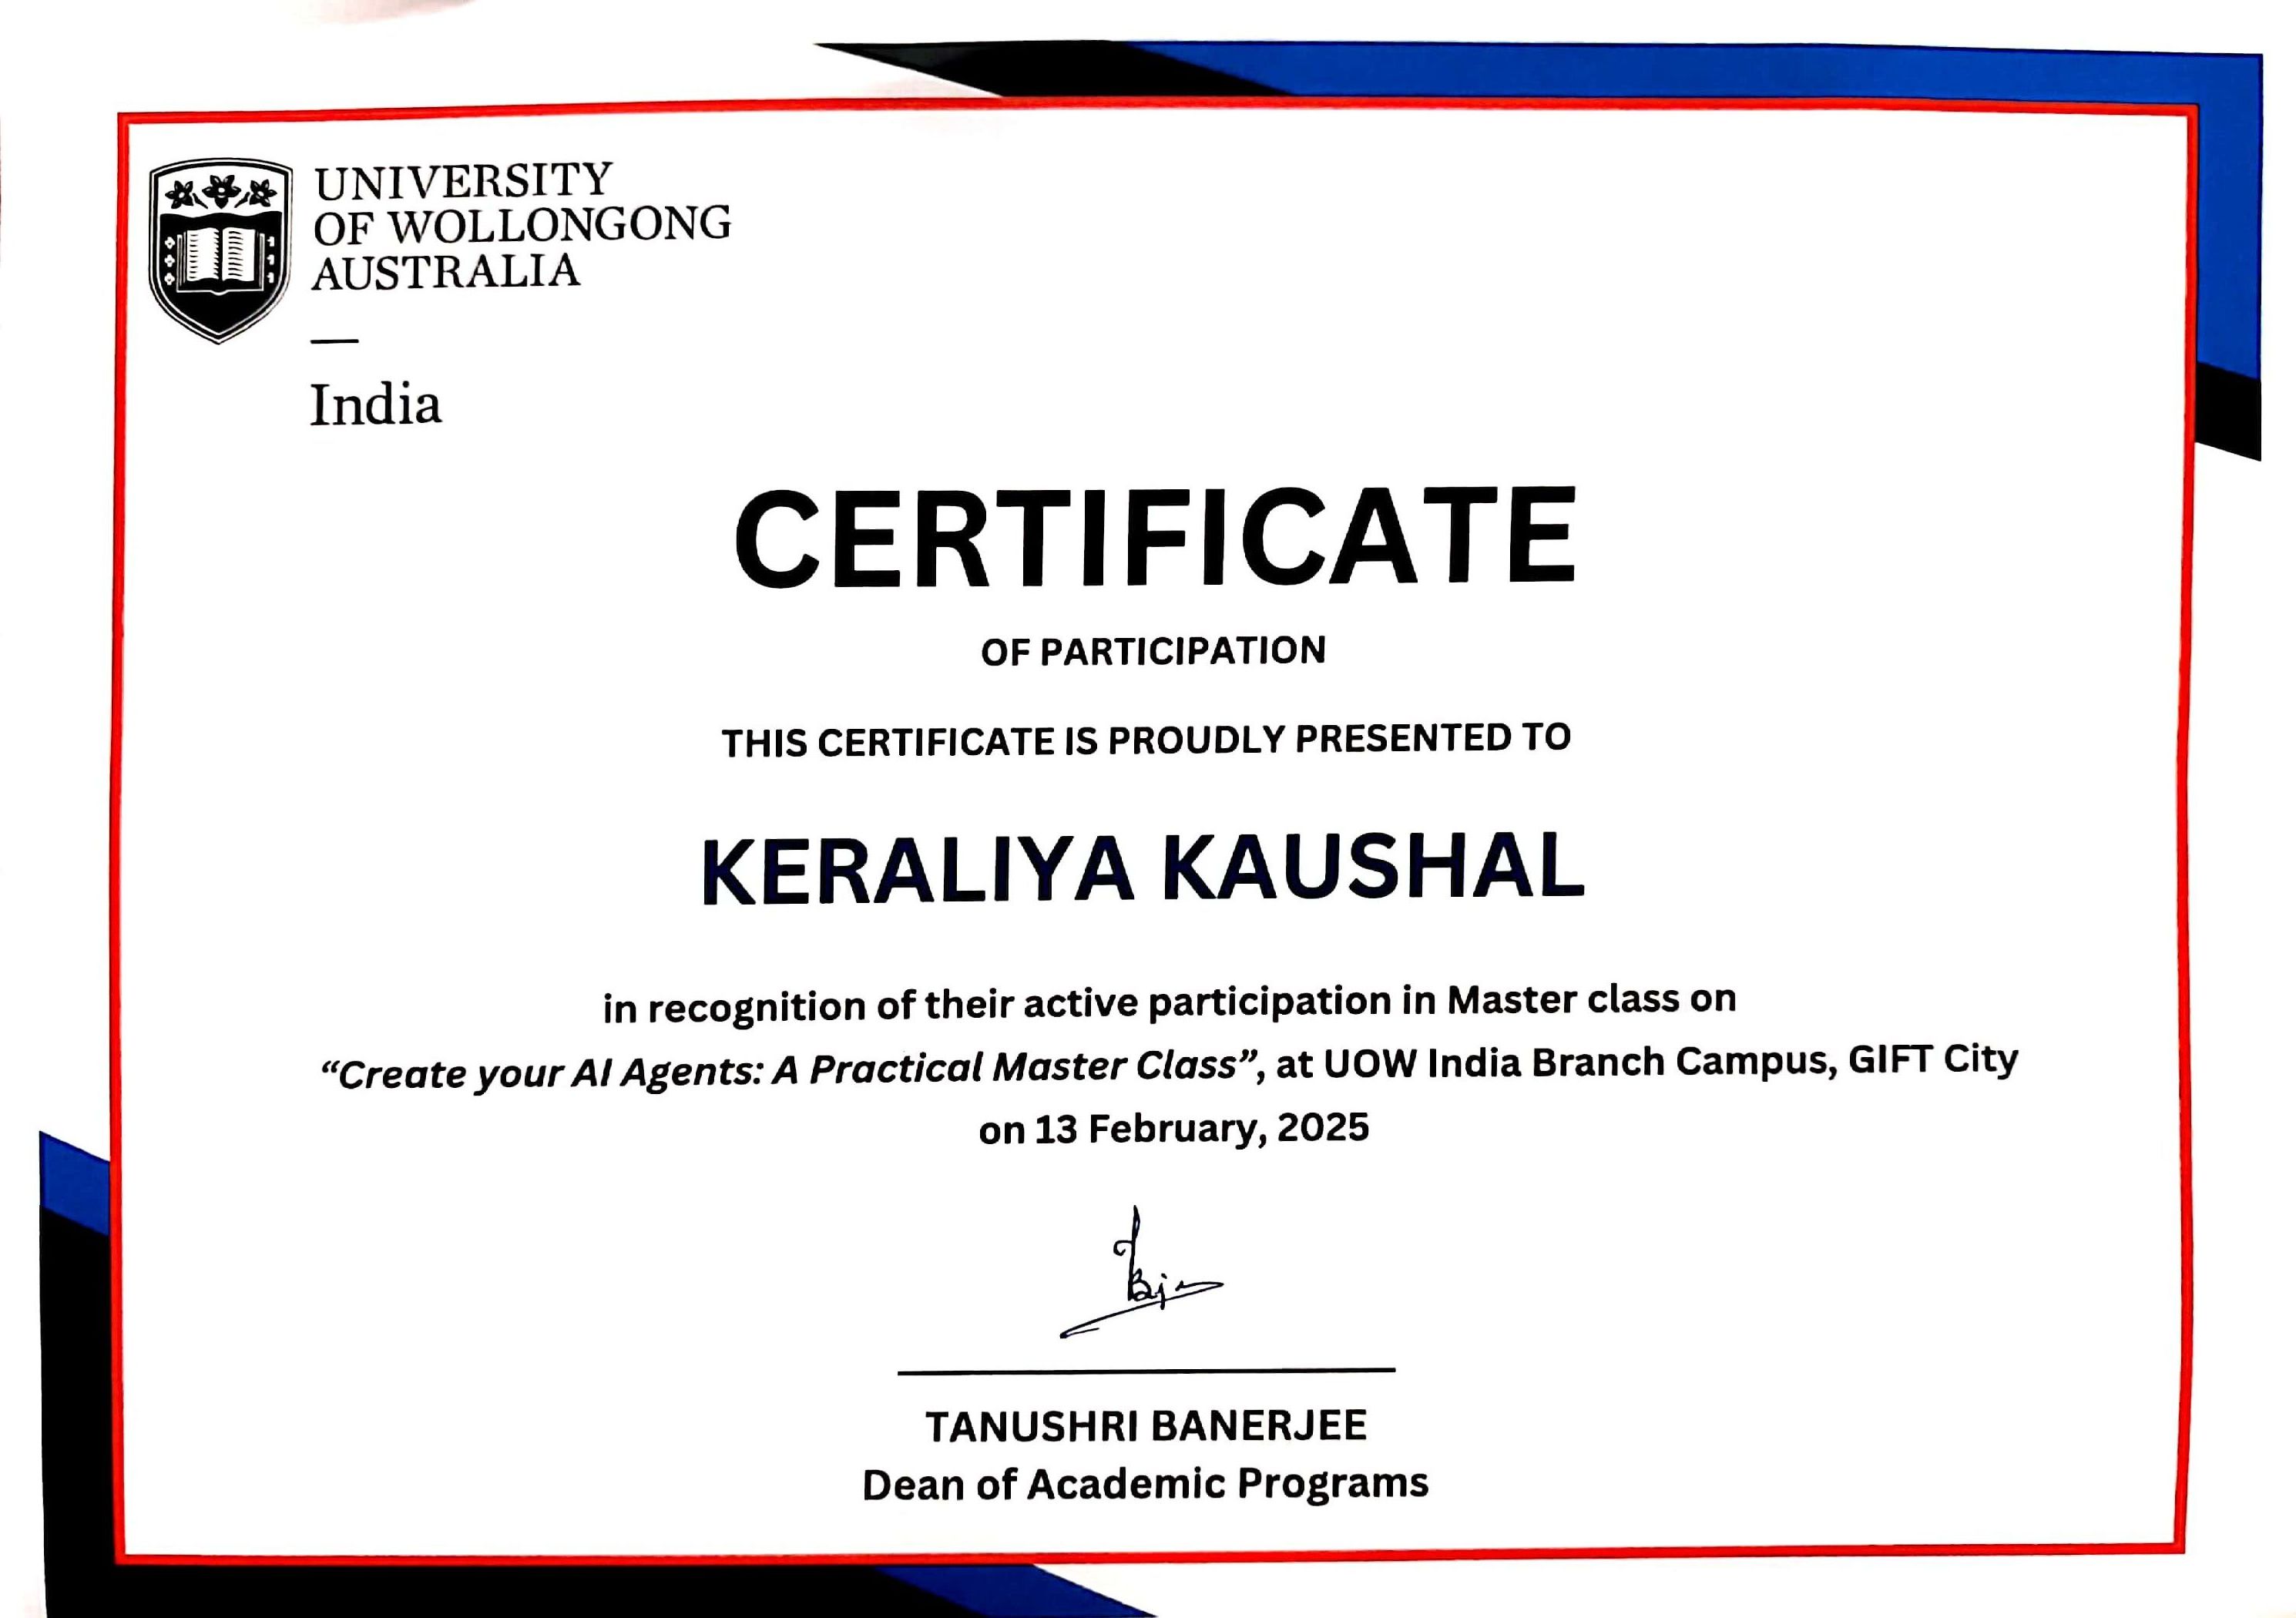 UNIVERSITY
OF WOLLONGONG
AUSTRALIA
—
India
CERTIFICATE
OF PARTICIPATION
THIS CERTIFICATE IS PROUDLY PRESENTED TO
KERALIYA KAUSHAL
in recognition of their active participation in Master class on
“Create your AI Agents: A Practical Master Class”, at UOW India Branch Campus, GIFT City
on 13 February, 2025
TANUSHRI BANERJEE
Dean of Academic Programs